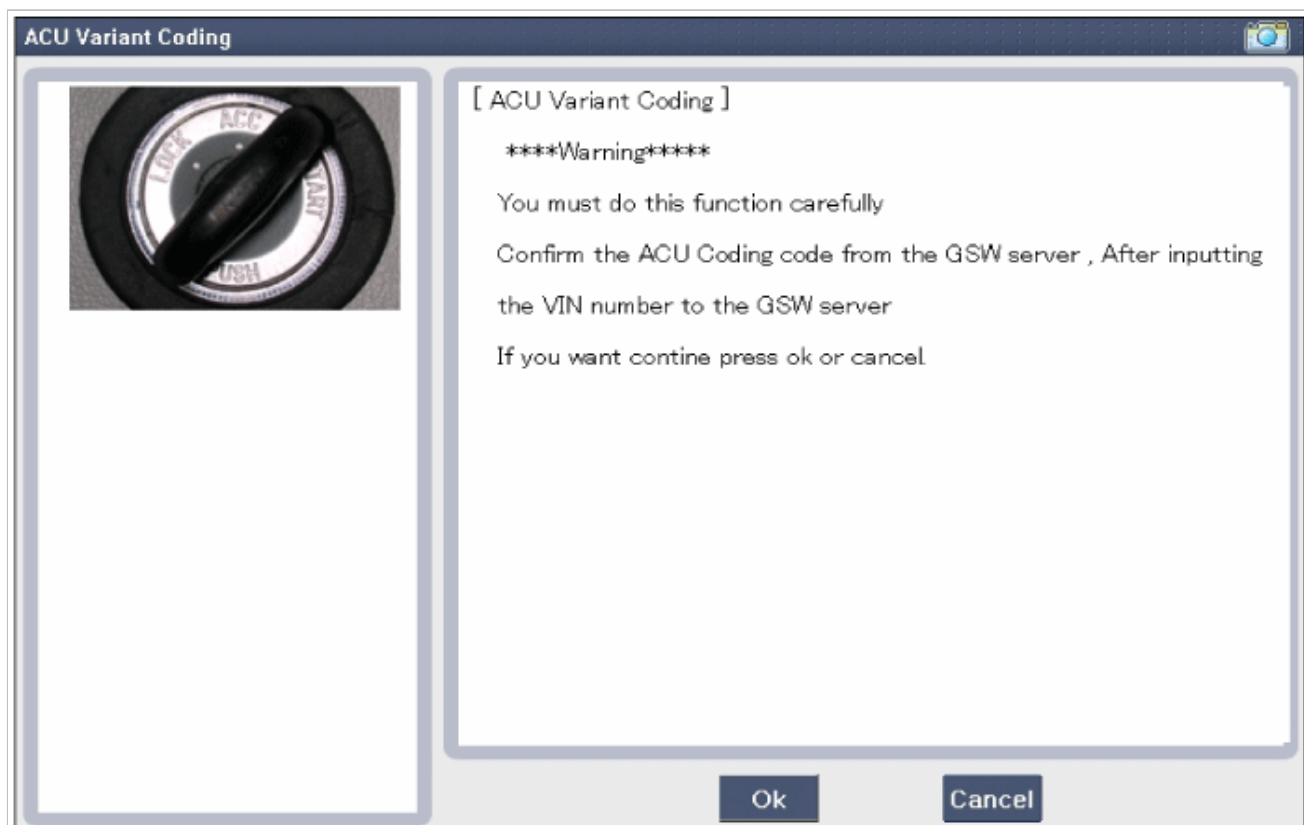 ACU Variant Coding
LOCK
ACC
START
PUSH
[ ACU Variant Coding ]
****Warning*****
You must do this function carefully
Confirm the ACU Coding code from the GSW server , After inputting
the VIN number to the GSW server
If you want contine press ok or cancel.
Ok
Cancel